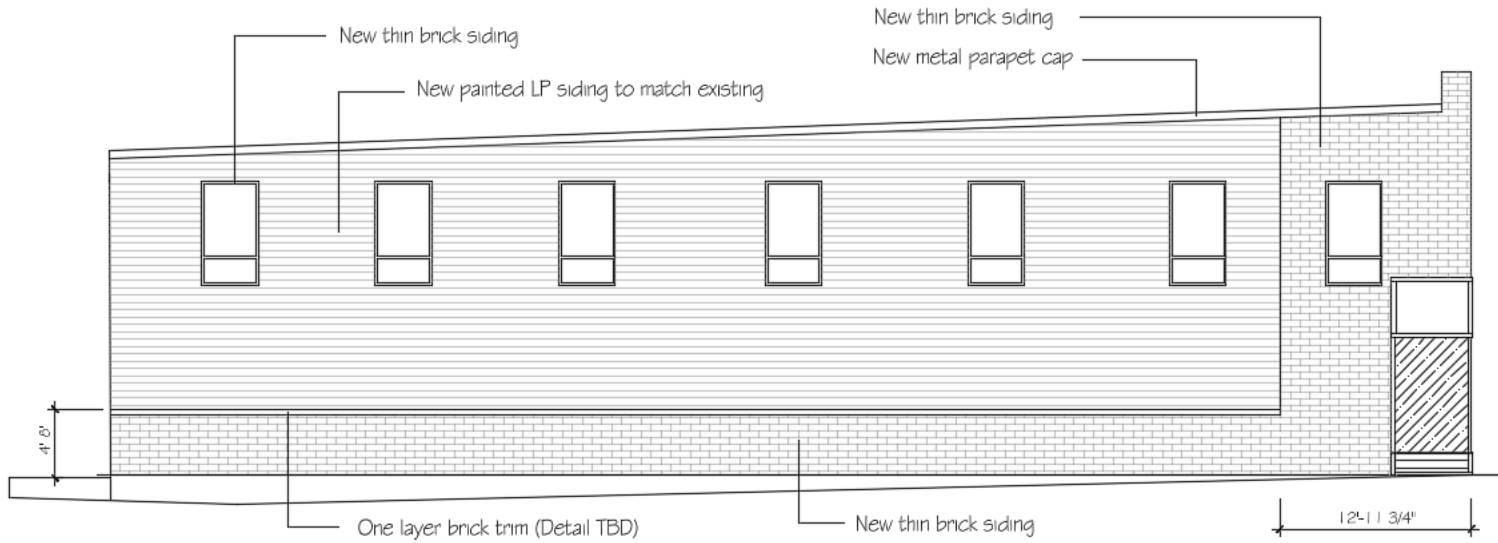 New thin brick siding
New thin brick siding
New metal parapet cap
New painted LP siding to match existing
4' 8"
One layer brick trim (Detail TBD)
New thin brick siding
12'-11 3/4"